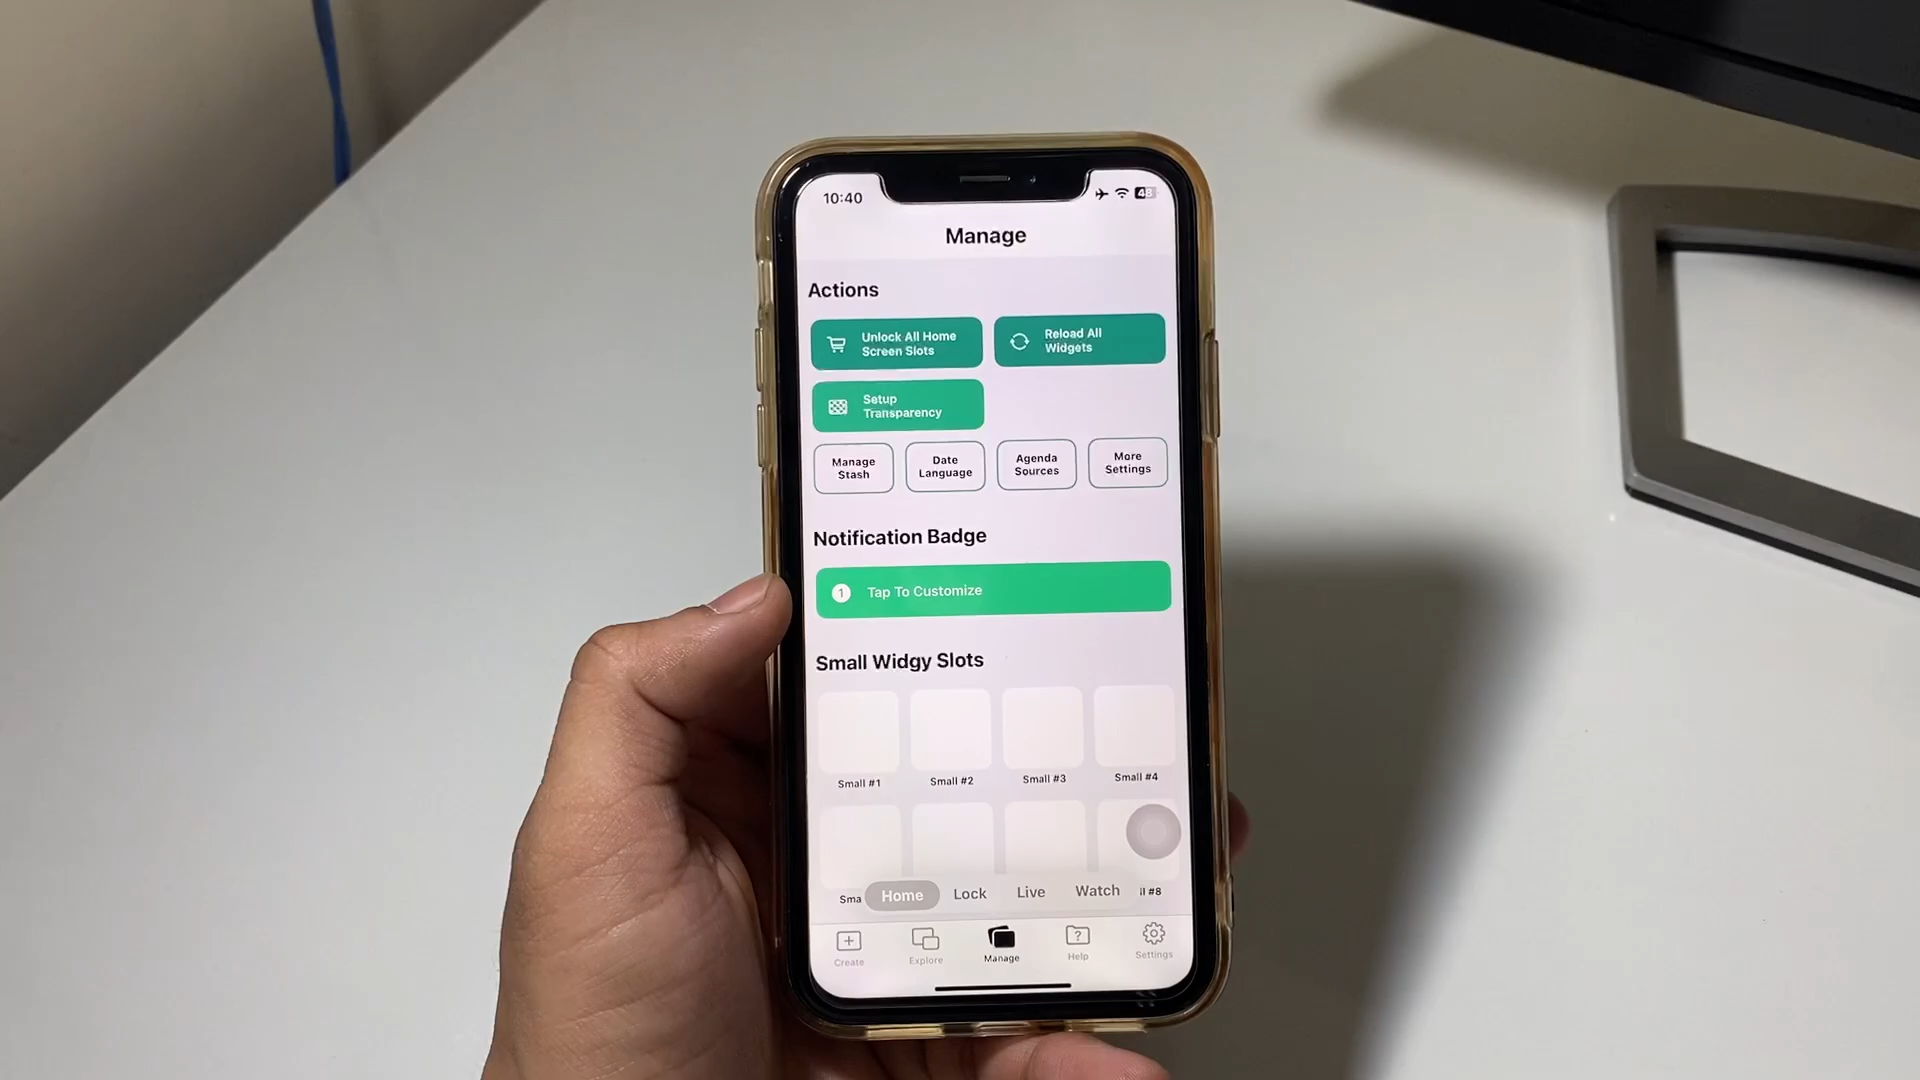 10:40
48
Manage
Actions
Unlock All Home
Screen Slots
Reload All
Widgets
Setup
Transparency
Manage
Stash
Date
Language
Agenda
Sources
More
Settings
Notification Badge
1 Tap To Customize
Small Widgy Slots
Small #1
Small #2
Small #3
Small #4
Sma
Home
Lock
Live
Watch
ll #8
Create
Explore
Manage
? Help
Settings